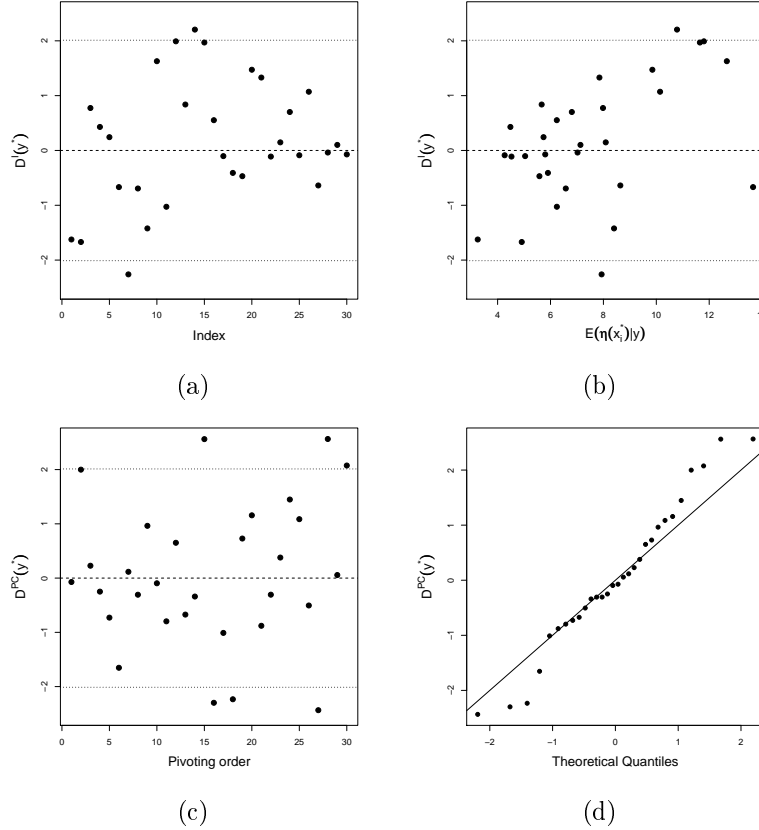 2
1
0
−1
−2
D^I(y^*)
0 5 10 15 20 25 30
Index
(a)
2
1
0
−1
−2
D^I(y^*)
4 6 8 10 12 14
E(η(x_i^*)|y)
(b)
2
1
0
−1
−2
D^PC(y^*)
0 5 10 15 20 25 30
Pivoting order
(c)
2
1
0
−1
−2
D^PC(y^*)
−2 −1 0 1 2
Theoretical Quantiles
(d)